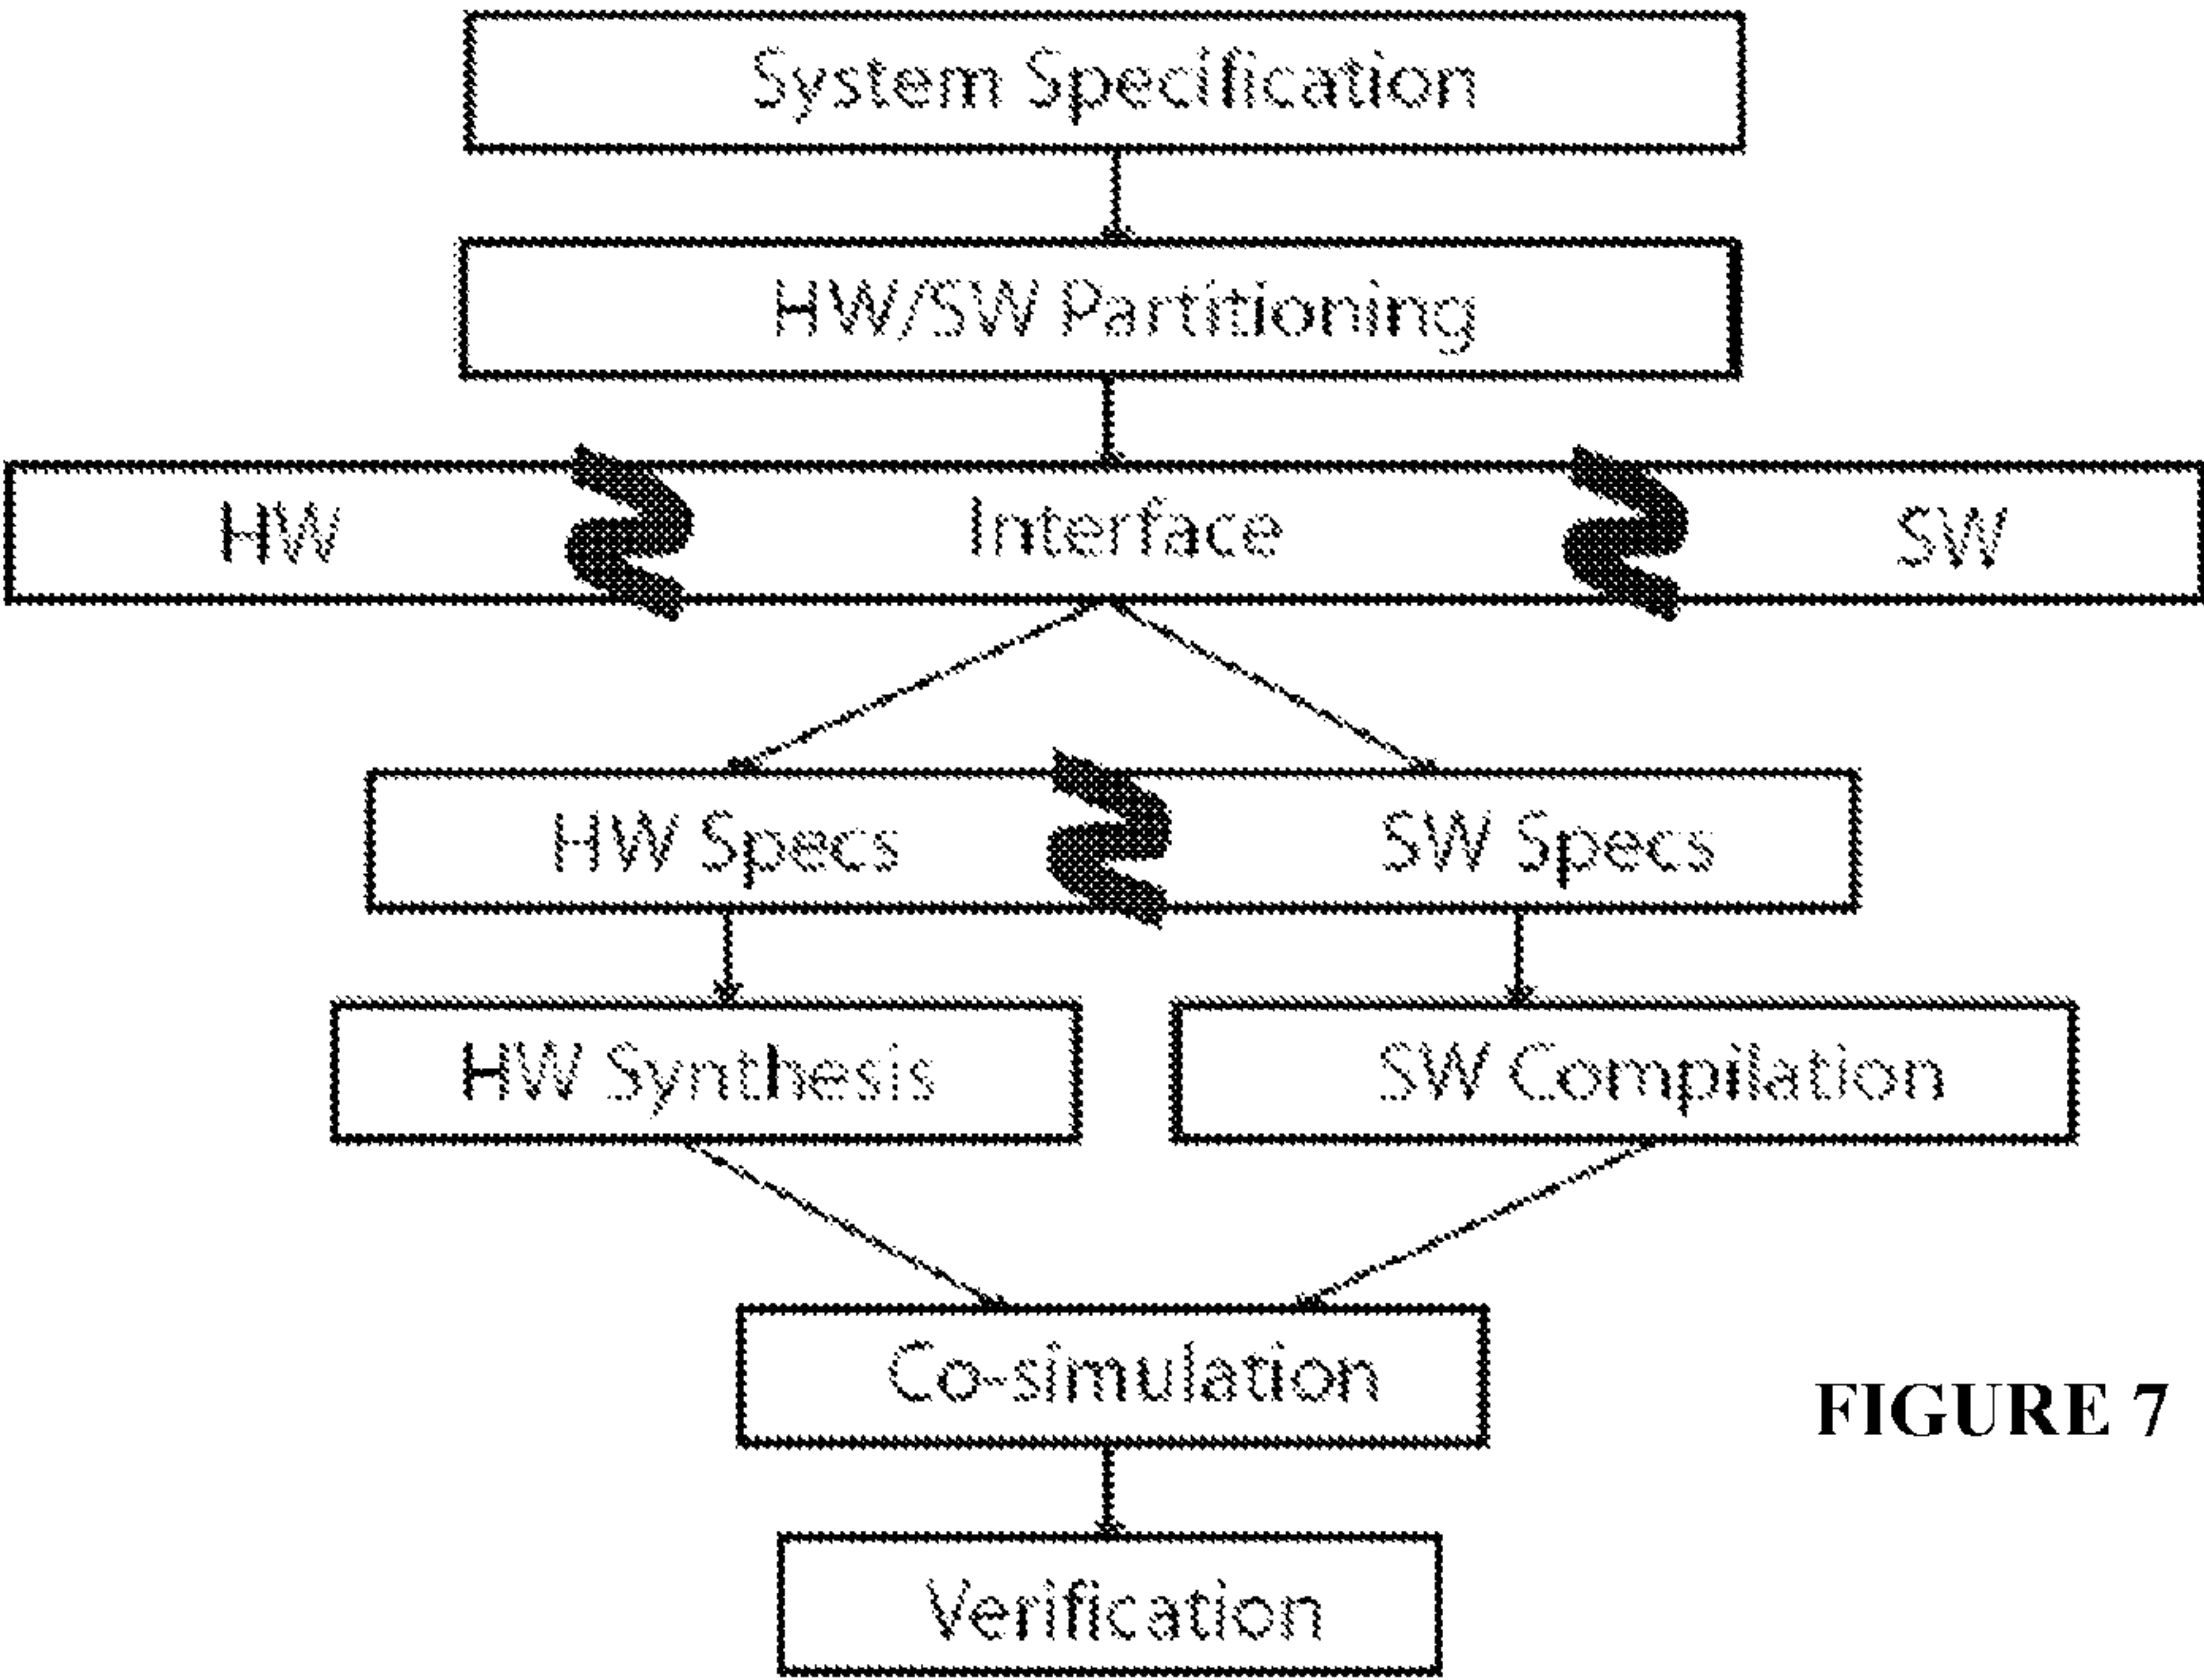 System Specification
HW/SW Partitioning
HW Interface SW
HW Specs SW Specs
HW Synthesis SW Compilation
Co-simulation
FIGURE 7
Verification